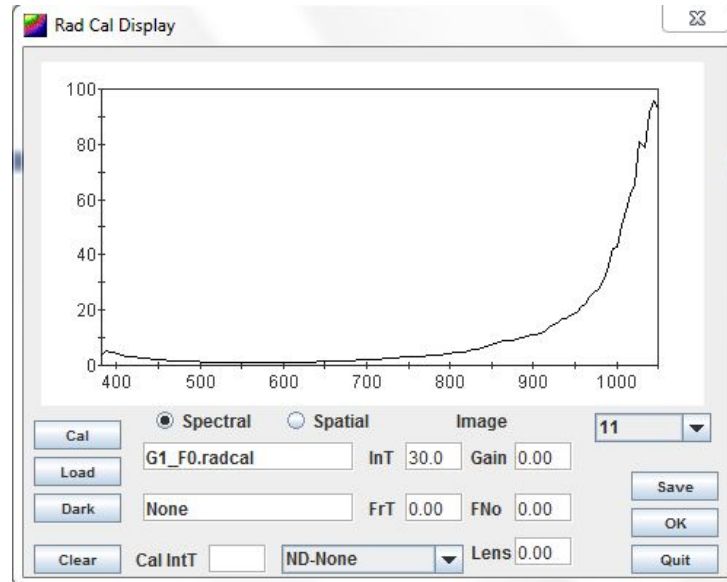 Rad Cal Display
100
80
60
40
20
0
400 500 600 700 800 900 1000
Cal Spectral Spatial Image 11
Load G1_F0.radcal InT 30.0 Gain 0.00
Dark None FrT 0.00 FNo 0.00 Save
OK
Clear Cal IntT ND-None Lens 0.00 Quit